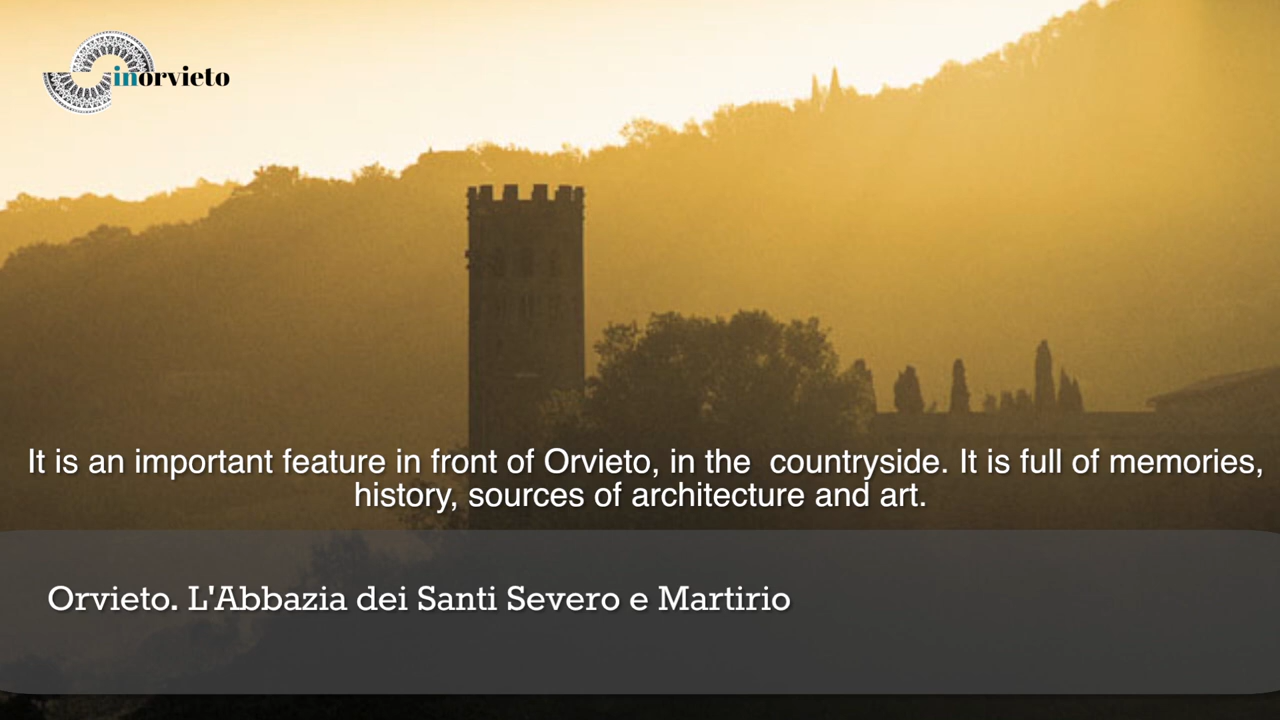 inorvieto
It is an important feature in front of Orvieto, in the  countryside. It is full of memories,
history, sources of architecture and art.
Orvieto. L'Abbazia dei Santi Severo e Martirio